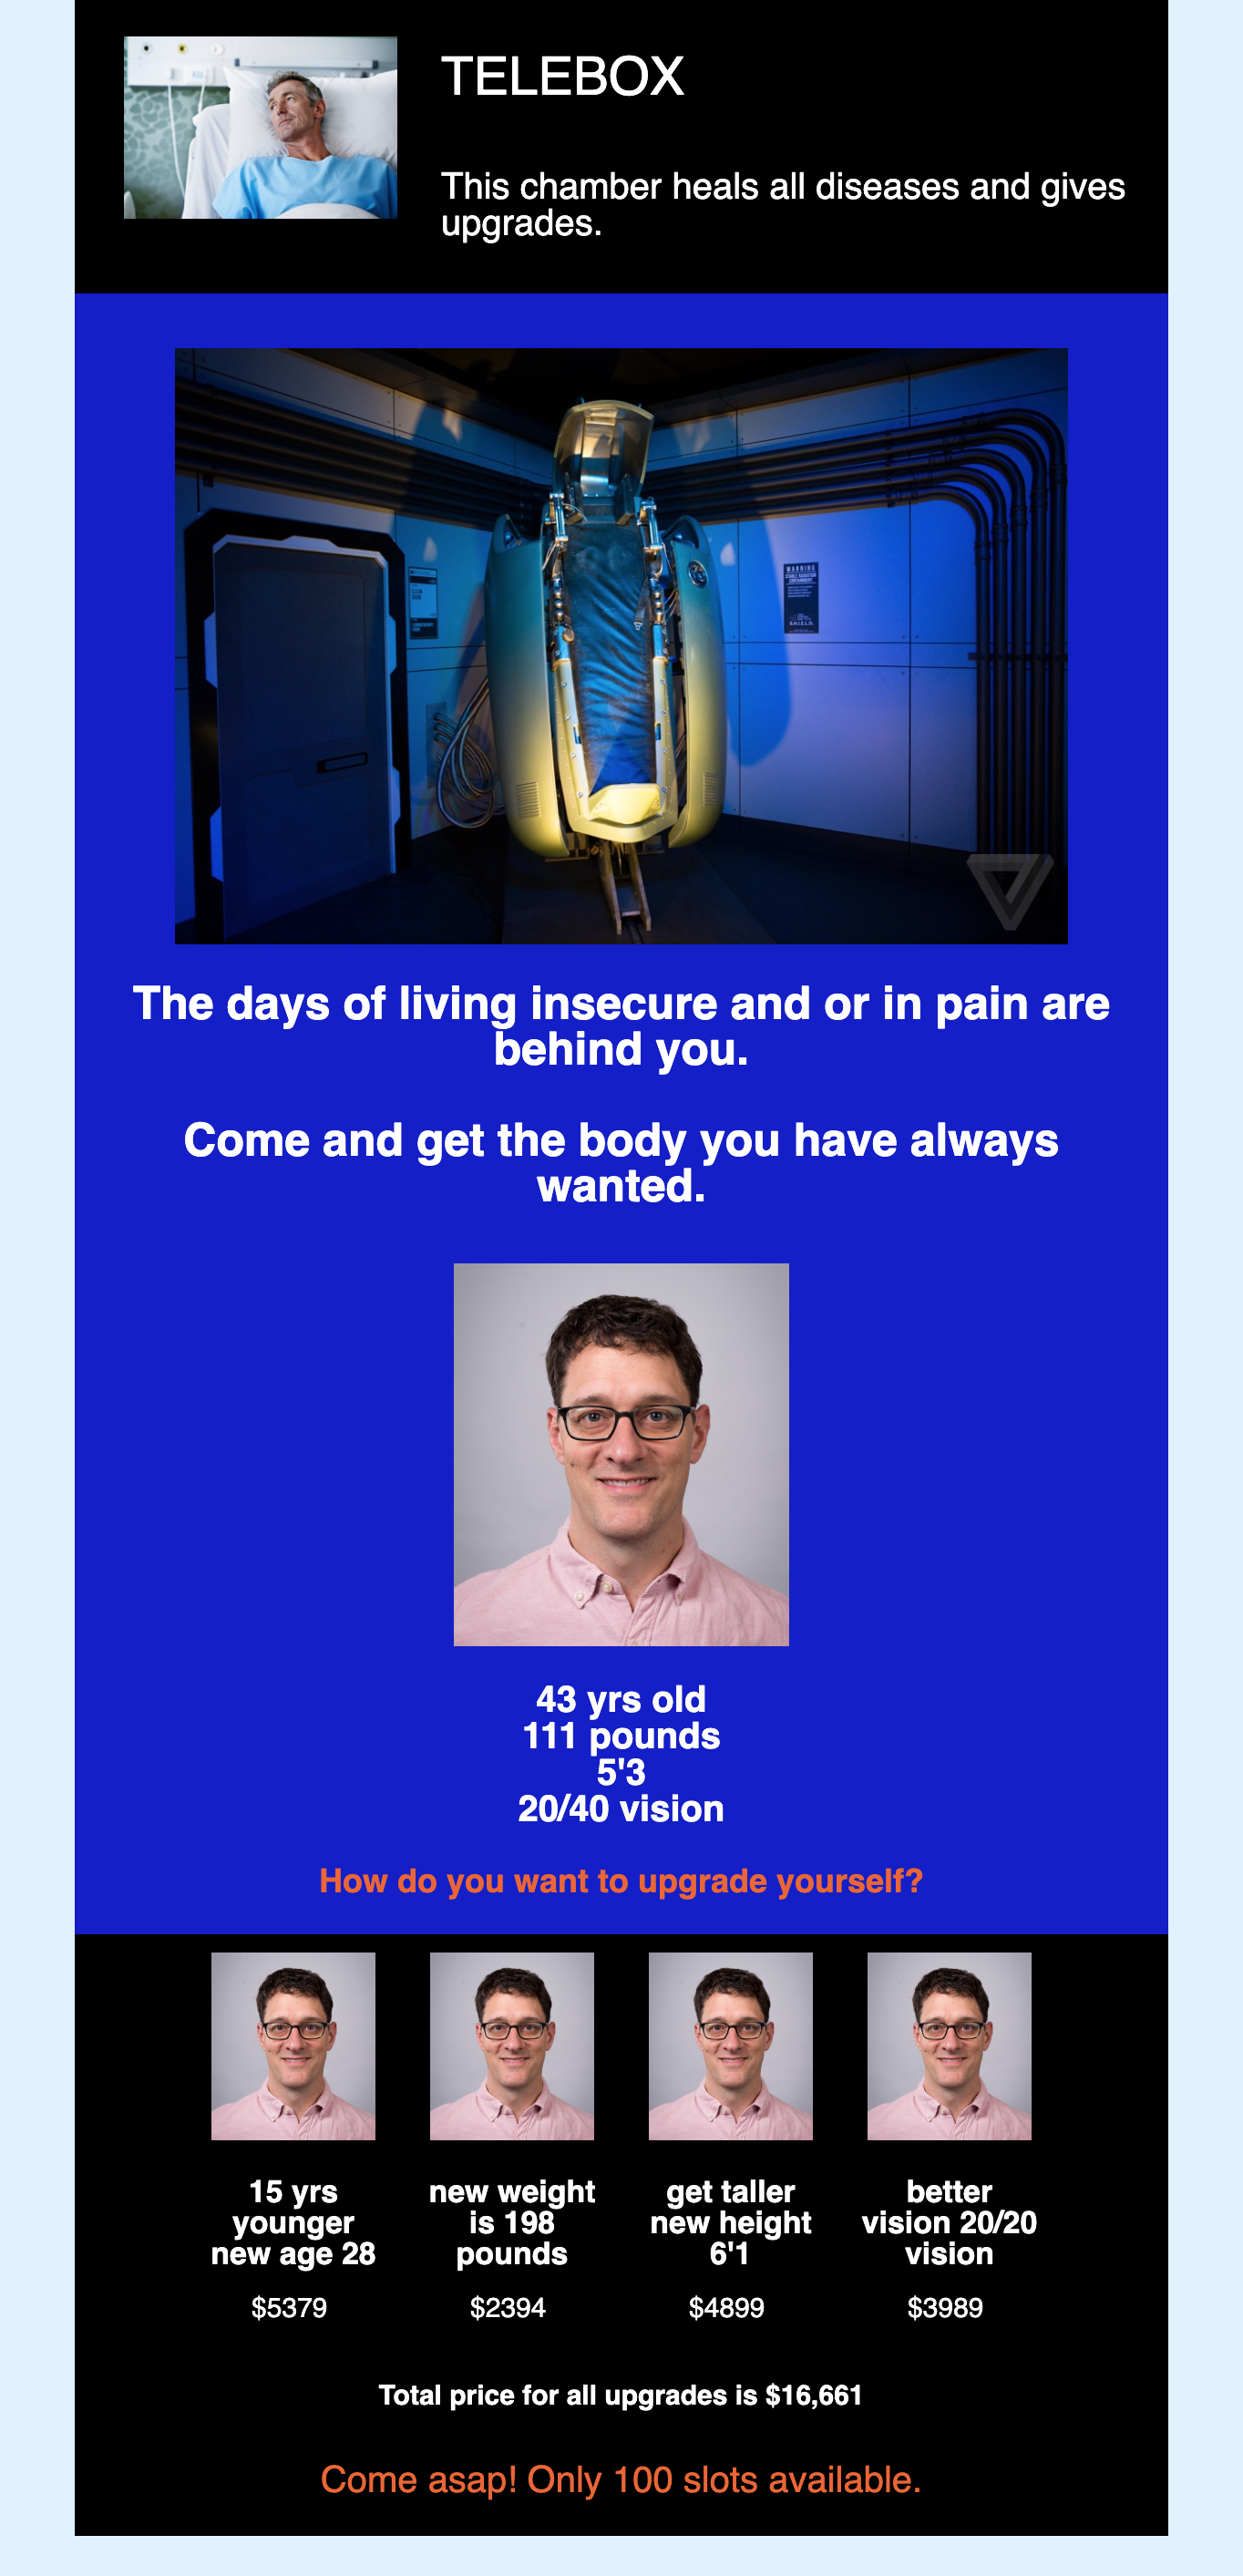 TELEBOX
This chamber heals all diseases and gives
upgrades.
WARNING
S.H.I.E.L.D.
The days of living insecure and or in pain are
behind you.
Come and get the body you have always
wanted.
43 yrs old
111 pounds
5'3
20/40 vision
How do you want to upgrade yourself?
15 yrs
younger
new age 28
$5379
new weight
is 198
pounds
$2394
get taller
new height
6'1
$4899
better
vision 20/20
vision
$3989
Total price for all upgrades is $16,661
Come asap! Only 100 slots available.